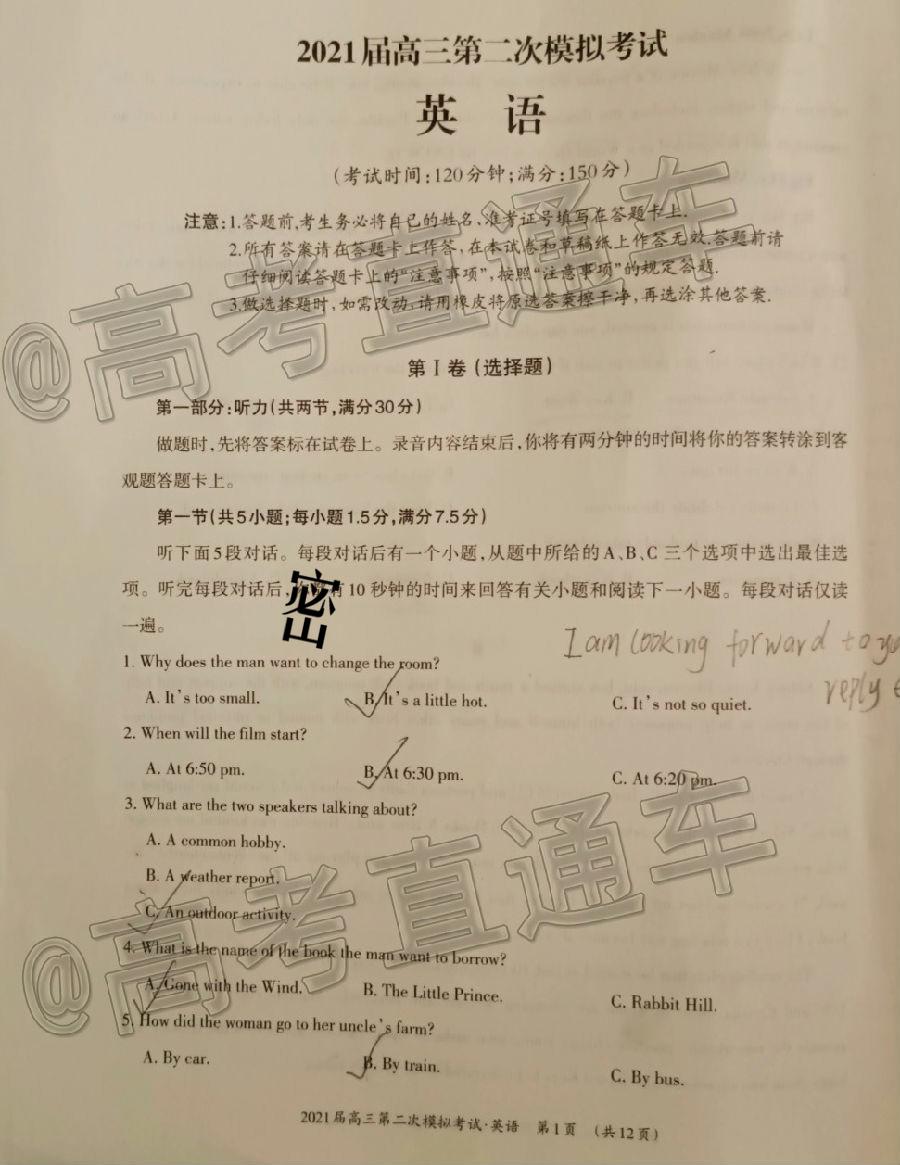 2021届高三第二次模拟考试
英 语
(考试时间:120分钟;满分:150分)
注意:1.答题前,考生务必将自己的姓名、准考证号填写在答题卡上.
2.所有答案请在答题卡上作答,在本试卷和草稿纸上作答无效.答题前请
仔细阅读答题卡上的“注意事项”,按照“注意事项”的规定答题.
3.做选择题时,如需改动,请用橡皮将原选答案擦干净,再选涂其他答案.
@高考直通车
第Ⅰ卷(选择题)
第一部分:听力(共两节,满分30分)
做题时,先将答案标在试卷上。录音内容结束后,你将有两分钟的时间将你的答案转涂到客
观题答题卡上。
第一节(共5小题;每小题1.5分,满分7.5分)
听下面5段对话。每段对话后有一个小题,从题中所给的A、B、C 三个选项中选出最佳选
项。听完每段对话后,有10秒钟的时间来回答有关小题和阅读下一小题。每段对话仅读
密
一遍。
I am looking forward to
reply
1. Why does the man want to change the room?
A. It's too small. B. It's a little hot. C. It's not so quiet.
2. When will the film start?
A. At 6:50 pm. B. At 6:30 pm. C. At 6:20 pm.
3. What are the two speakers talking about?
A. A common hobby.
B. A weather report.
C. An outdoor activity.
@高考直通车
4. What is the name of the book the man want to borrow?
A. Gone with the Wind. B. The Little Prince. C. Rabbit Hill.
5. How did the woman go to her uncle's farm?
A. By car. B. By train. C. By bus.
2021届高三第二次模拟考试·英语 第1页 (共12页)